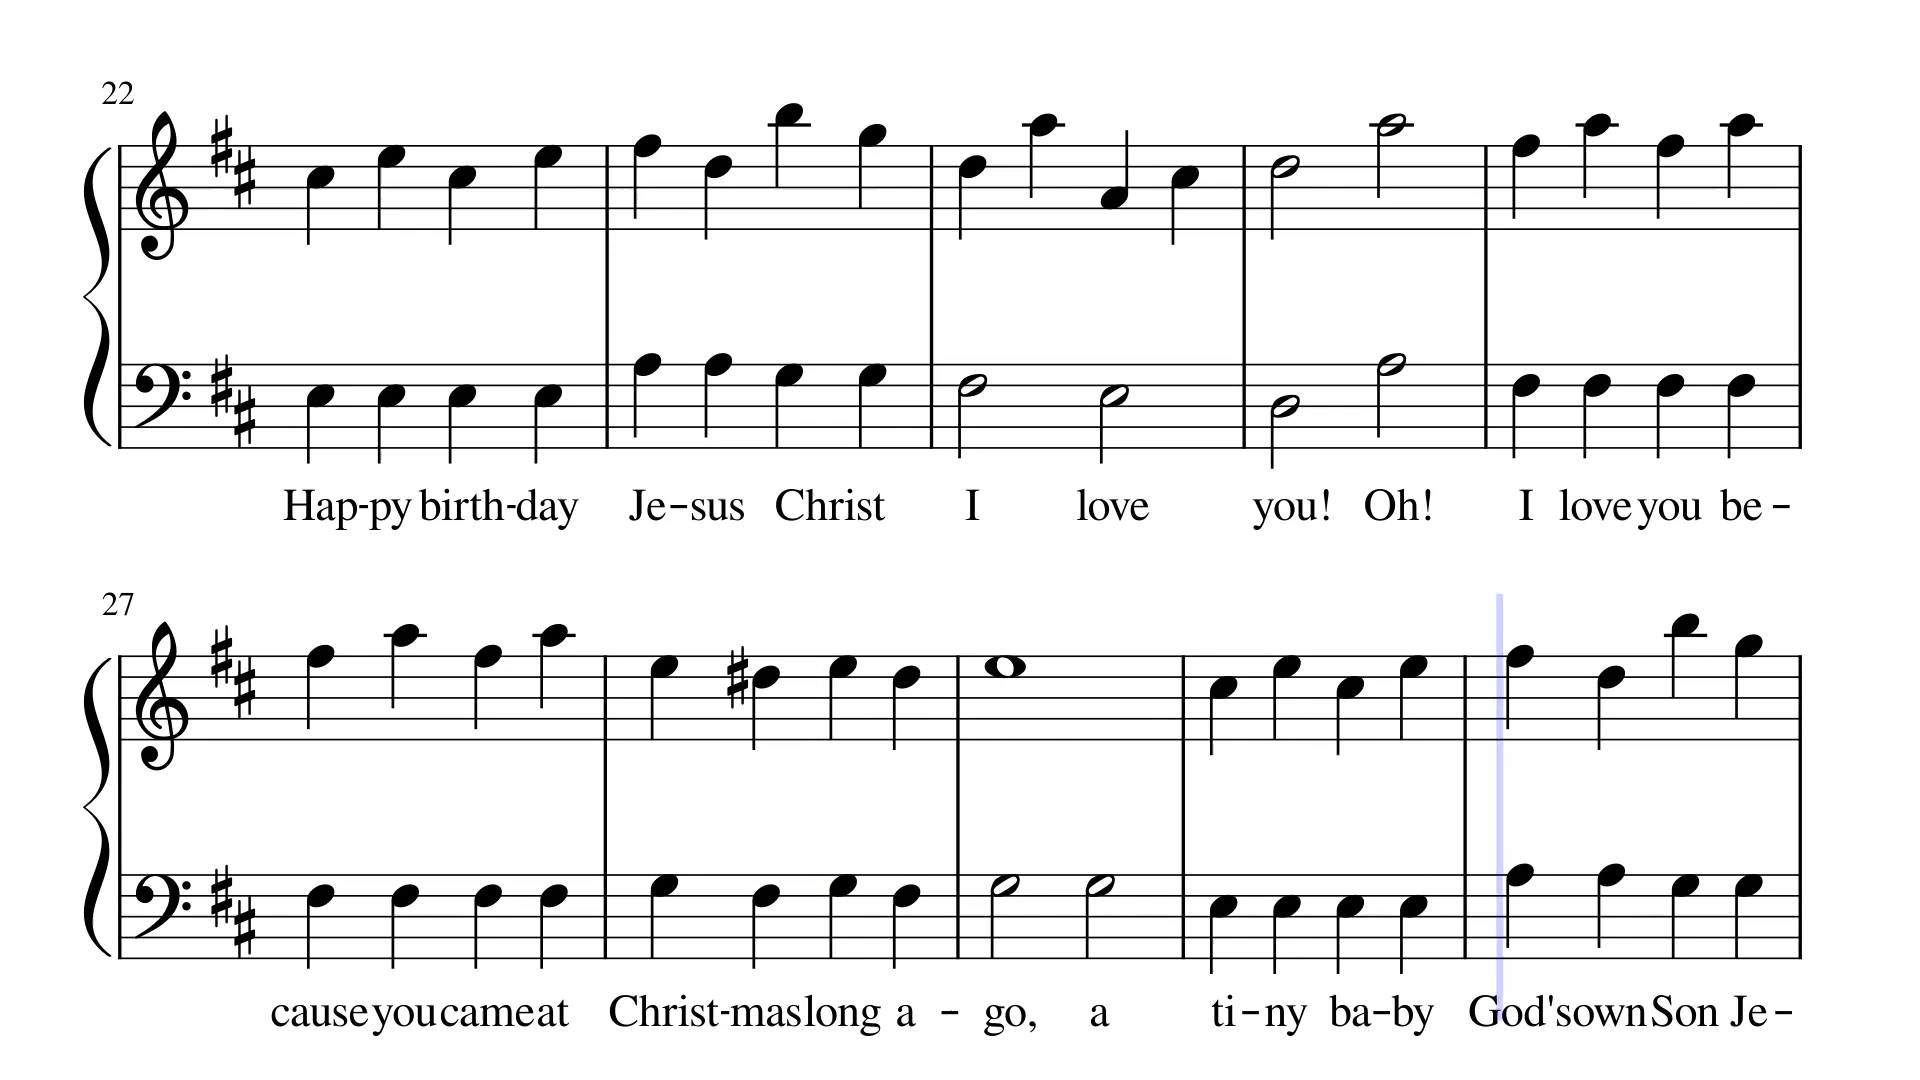 22
Hap-py birth-day Je-sus Christ I love you! Oh! I love you be-
27
cause you came at Christ-mas long a - go, a ti-ny ba-by God's own Son Je-